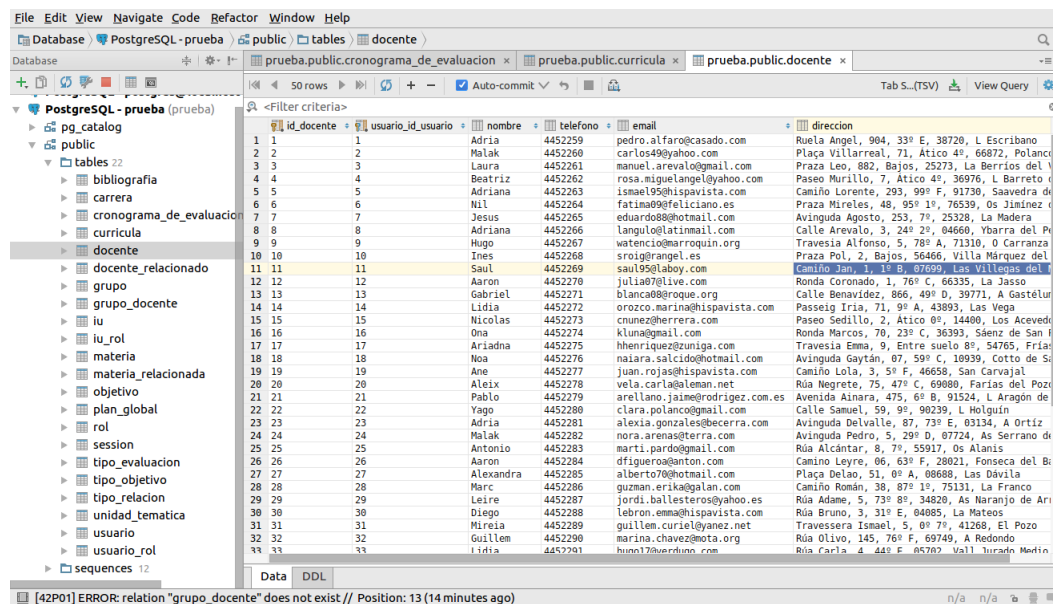 File Edit View Navigate Code Refactor Window Help
Database PostgreSQL - prueba public tables docente
Database
prueba.public.cronograma_de_evaluacion × prueba.public.curricula × prueba.public.docente ×
50 rows Auto-commit Tab S...(TSV) View Query
<Filter criteria>
PostgreSQL - prueba (prueba)
pg_catalog
public
tables 22
bibliografia
carrera
cronograma_de_evaluacion
curricula
docente
docente_relacionado
grupo
grupo_docente
iu
iu_rol
materia
materia_relacionada
objetivo
plan_global
rol
session
tipo_evaluacion
tipo_objetivo
tipo_relacion
unidad_tematica
usuario
usuario_rol
sequences 12
id_docente usuario_id_usuario nombre telefono email direccion
1 1 1 Adria 4452259 pedro.alfaro@casado.com Ruela Angel, 904, 33º E, 38720, L Escribano
2 2 2 Malak 4452260 carlos49@yahoo.com Plaça Villarreal, 71, Ático 4º, 66872, Polanco
3 3 3 Laura 4452261 manuel.arevalo@gmail.com Praza Leo, 882, Bajos, 25273, La Berríos del
4 4 4 Beatriz 4452262 rosa.miguelangel@yahoo.com Paseo Murillo, 7, Ático 4º, 36976, L Barreto
5 5 5 Adriana 4452263 ismael95@hispavista.com Camiño Lorente, 293, 99º F, 91730, Saavedra de
6 6 6 Nil 4452264 fatima09@feliciano.es Praza Mireles, 48, 95º 1º, 76539, Os Jimínez
7 7 7 Jesus 4452265 eduardo88@hotmail.com Avinguda Agosto, 253, 7º, 25328, La Madera
8 8 8 Adriana 4452266 langulo@latinmail.com Calle Arevalo, 3, 24º 2º, 04660, Ybarra del
9 9 9 Hugo 4452267 watencio@marroquin.org Travesia Alfonso, 5, 78º A, 71310, O Carranza
10 10 10 Ines 4452268 sroig@rangel.es Praza Pol, 2, Bajos, 56466, Villa Márquez del
11 11 11 Saul 4452269 saul95@laboy.com Camiño Jan, 1, 1º B, 07699, Las Villegas del
12 12 12 Aaron 4452270 julia07@live.com Ronda Coronado, 1, 76º C, 66335, La Jasso
13 13 13 Gabriel 4452271 blanca08@roque.org Calle Benavídez, 866, 49º D, 39771, A Gastélum
14 14 14 Lidia 4452272 orozco.marina@hispavista.com Passeig Iria, 71, 9º A, 43893, Las Vega
15 15 15 Nicolas 4452273 cnunez@herrera.com Paseo Sedillo, 2, Ático 0º, 14400, Los Acevedo
16 16 16 Ona 4452274 kluna@gmail.com Ronda Marcos, 70, 23º C, 36393, Sáenz de San
17 17 17 Ariadna 4452275 hhenriquez@zuniga.com Travesia Emma, 9, Entre suelo 8º, 54765, Frías
18 18 18 Noa 4452276 naiara.salcido@hotmail.com Avinguda Gaytán, 07, 59º C, 10939, Cotto de Sa
19 19 19 Ane 4452277 juan.rojas@hispavista.com Camiño Lola, 3, 5º F, 46658, San Carvajal
20 20 20 Aleix 4452278 vela.carla@aleman.net Rúa Negrete, 75, 47º C, 69080, Farías del Pozo
21 21 21 Pablo 4452279 arellano.jaime@rodrigez.com.es Avenida Ainara, 475, 6º B, 91524, L Aragón de
22 22 22 Yago 4452280 clara.polanco@gmail.com Calle Samuel, 59, 9º, 90239, L Holguín
23 23 23 Adria 4452281 alexia.gonzales@becerra.com Avinguda Delvalle, 87, 73º E, 03134, A Ortíz
24 24 24 Malak 4452282 nora.arenas@terra.com Avinguda Pedro, 5, 29º D, 07724, As Serrano de
25 25 25 Antonio 4452283 marti.pardo@gmail.com Rúa Alcántar, 8, 7º, 55917, Os Alanis
26 26 26 Aaron 4452284 dfigueroa@anton.com Camino Leyre, 06, 63º F, 28021, Fonseca del
27 27 27 Alexandra 4452285 alberto70@hotmail.com Plaça Delao, 51, 0º A, 08688, Las Dávila
28 28 28 Marc 4452286 guzman.erika@galan.com Camiño Román, 38, 87º 1º, 75131, La Franco
29 29 29 Leire 4452287 jordi.ballesteros@yahoo.es Rúa Adame, 5, 73º 8º, 34820, As Naranjo de
30 30 30 Diego 4452288 lebron.emma@hispavista.com Rúa Bruno, 3, 31º E, 04085, La Mateos
31 31 31 Mireia 4452289 guillem.curiel@yanez.net Travessera Ismael, 5, 0º 7º, 41268, El Pozo
32 32 32 Guillem 4452290 marina.chavez@mota.org Rúa Olivo, 145, 76º F, 69749, A Redondo
33 33 33 Lidia 4452291 hugo17@verdugo.com Rúa Carla, 4, 44º E, 05702, Vall Jurado Medio
Data DDL
[42P01] ERROR: relation "grupo_docente" does not exist // Position: 13 (14 minutes ago) n/a n/a